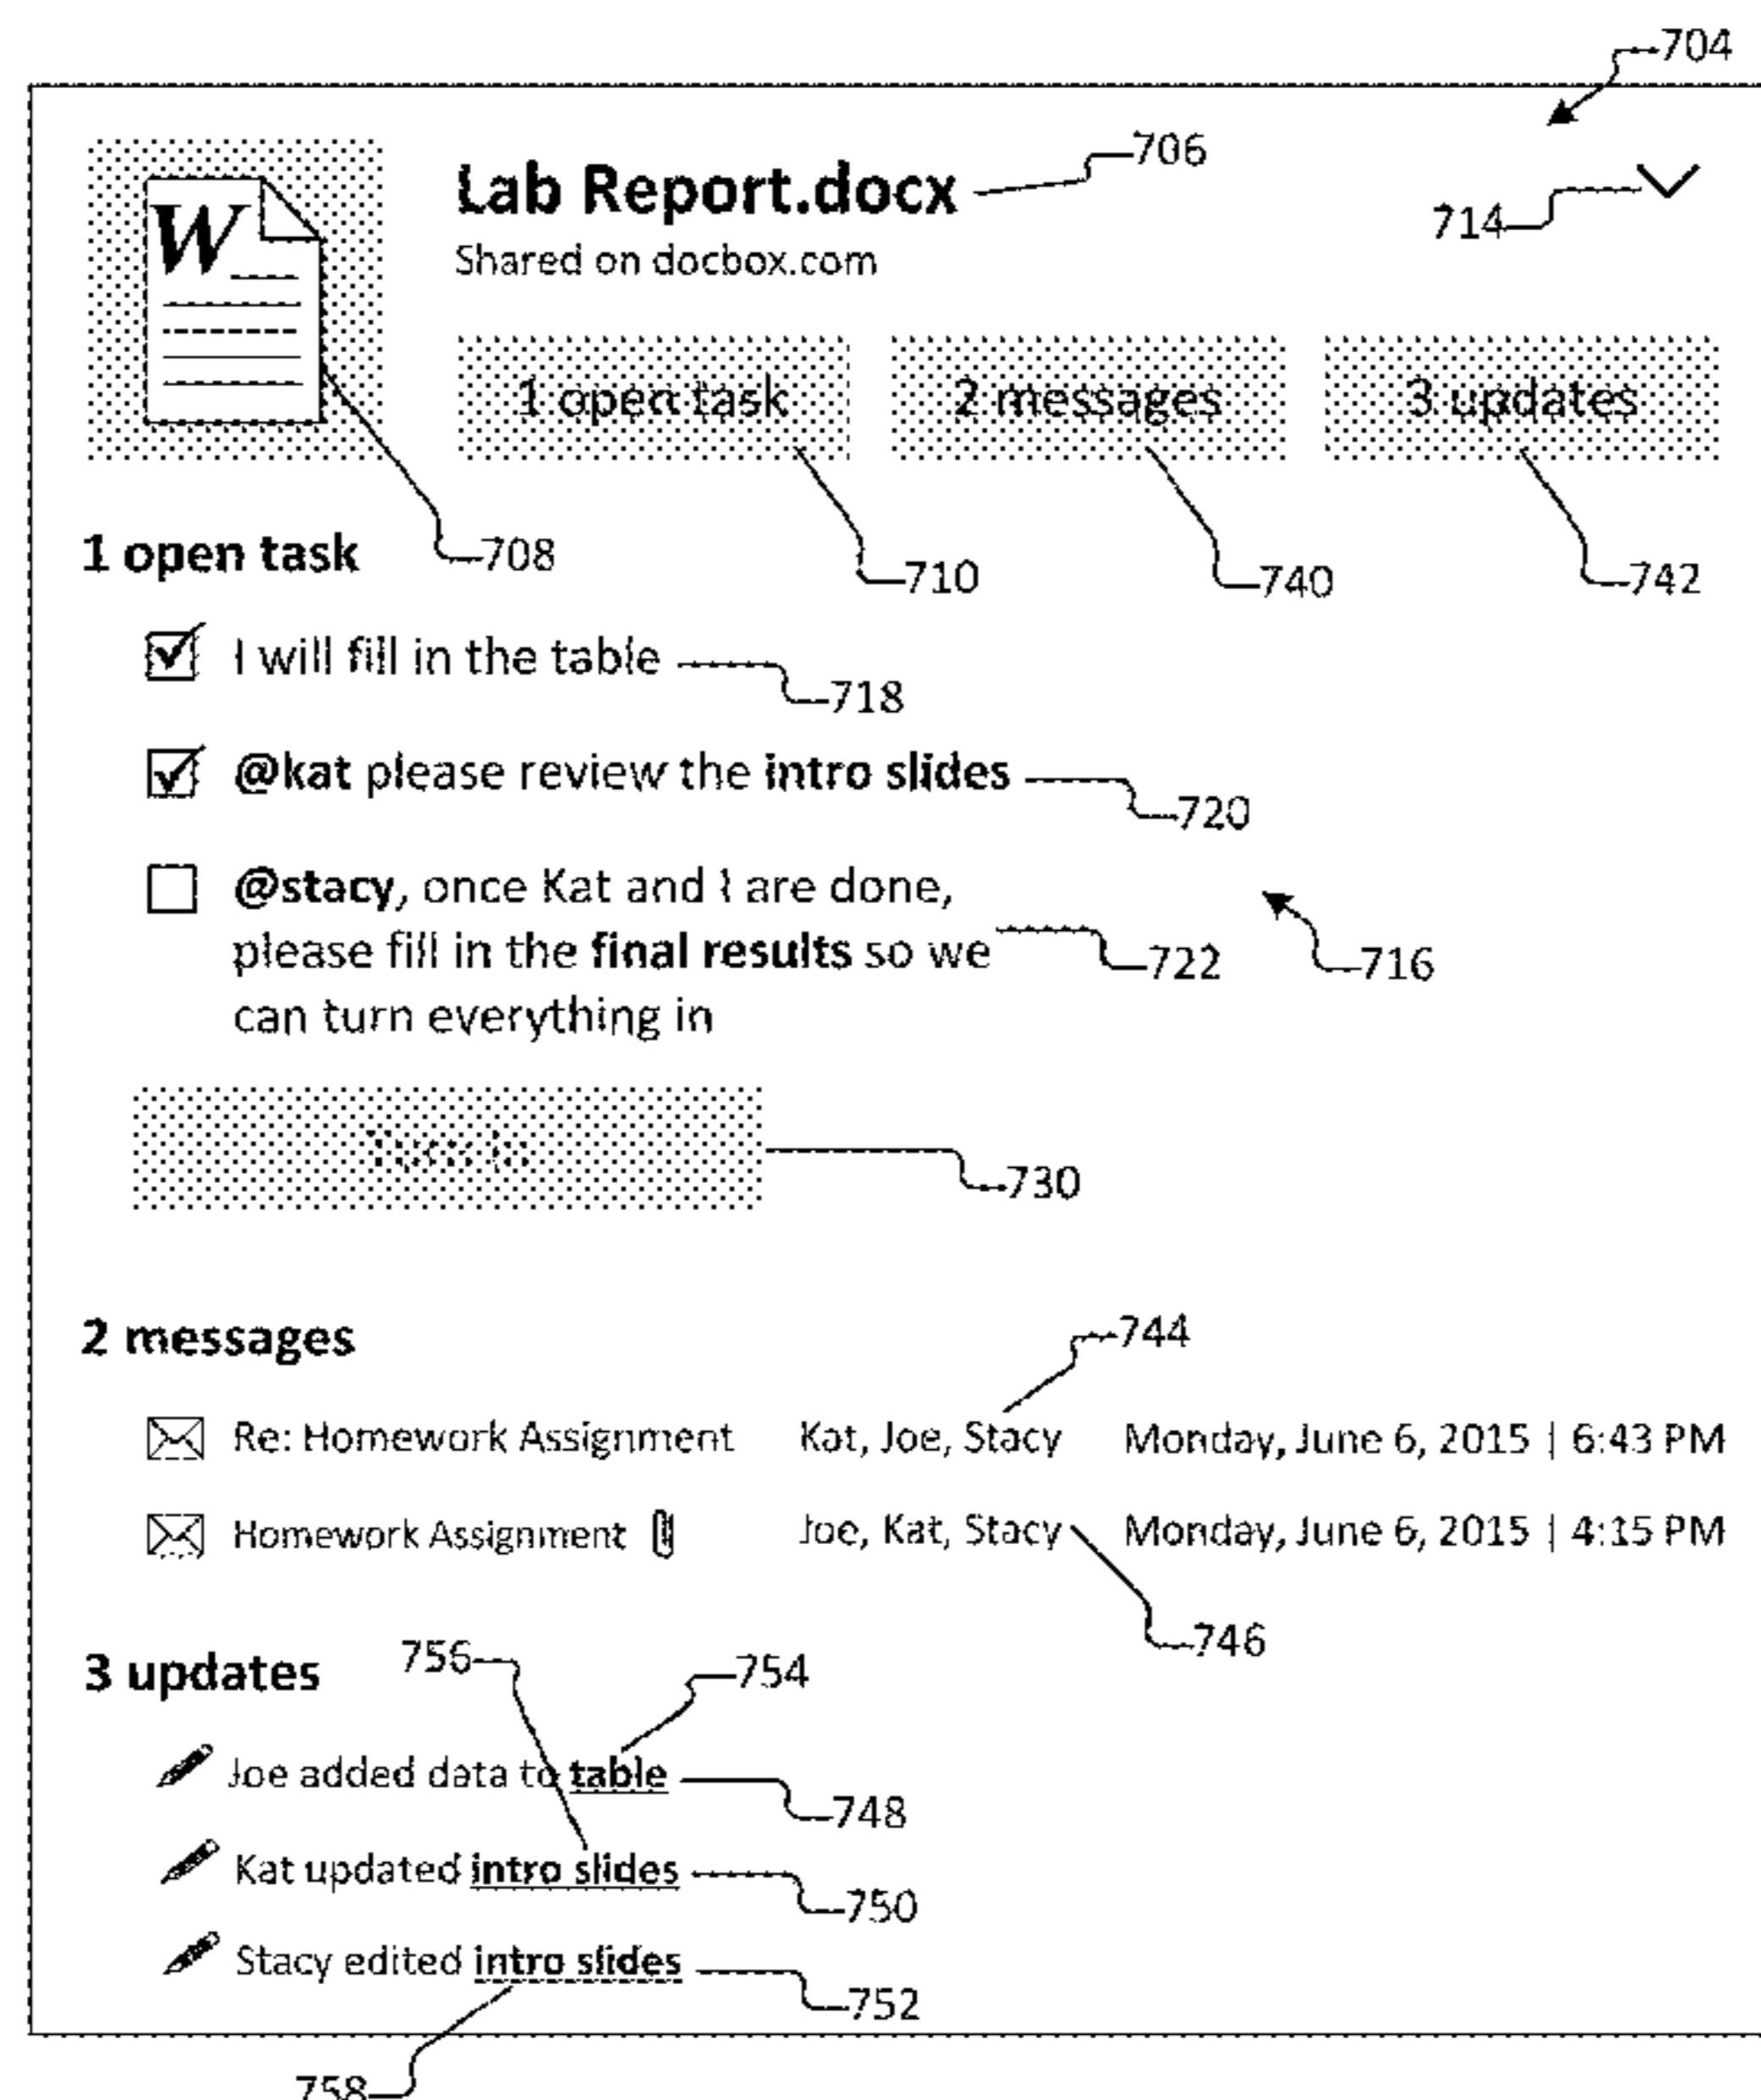 704
706
Lab Report.docx
714
Shared on docbox.com
W
1 open task 2 messages 3 updates
1 open task
708
710
740
742
I will fill in the table
718
@kat please review the intro slides
720
@stacy, once Kat and I are done,
please fill in the final results so we
can turn everything in
722
716
730
2 messages
744
Re: Homework Assignment Kat, Joe, Stacy Monday, June 6, 2015 | 6:43 PM
Homework Assignment Joe, Kat, Stacy Monday, June 6, 2015 | 4:15 PM
746
3 updates
756
754
Joe added data to table
748
Kat updated intro slides
750
Stacy edited intro slides
752
758